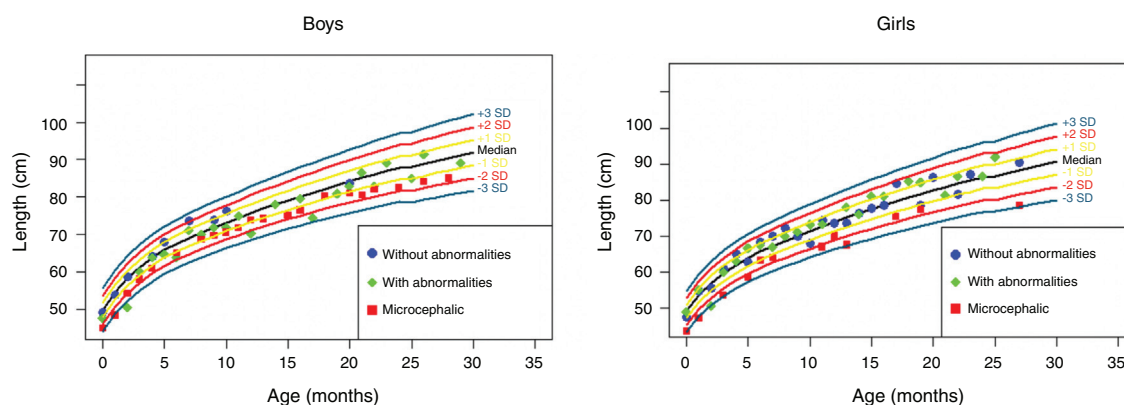 Boys
Length (cm)
100
90
80
70
60
50
0
5
10
15
20
25
30
35
Age (months)
+3 SD
+2 SD
+1 SD
Median
-1 SD
-2 SD
-3 SD
Without abnormalities
With abnormalities
Microcephalic
Girls
Length (cm)
100
90
80
70
60
50
0
5
10
15
20
25
30
35
Age (months)
+3 SD
+2 SD
+1 SD
Median
-1 SD
-2 SD
-3 SD
Without abnormalities
With abnormalities
Microcephalic